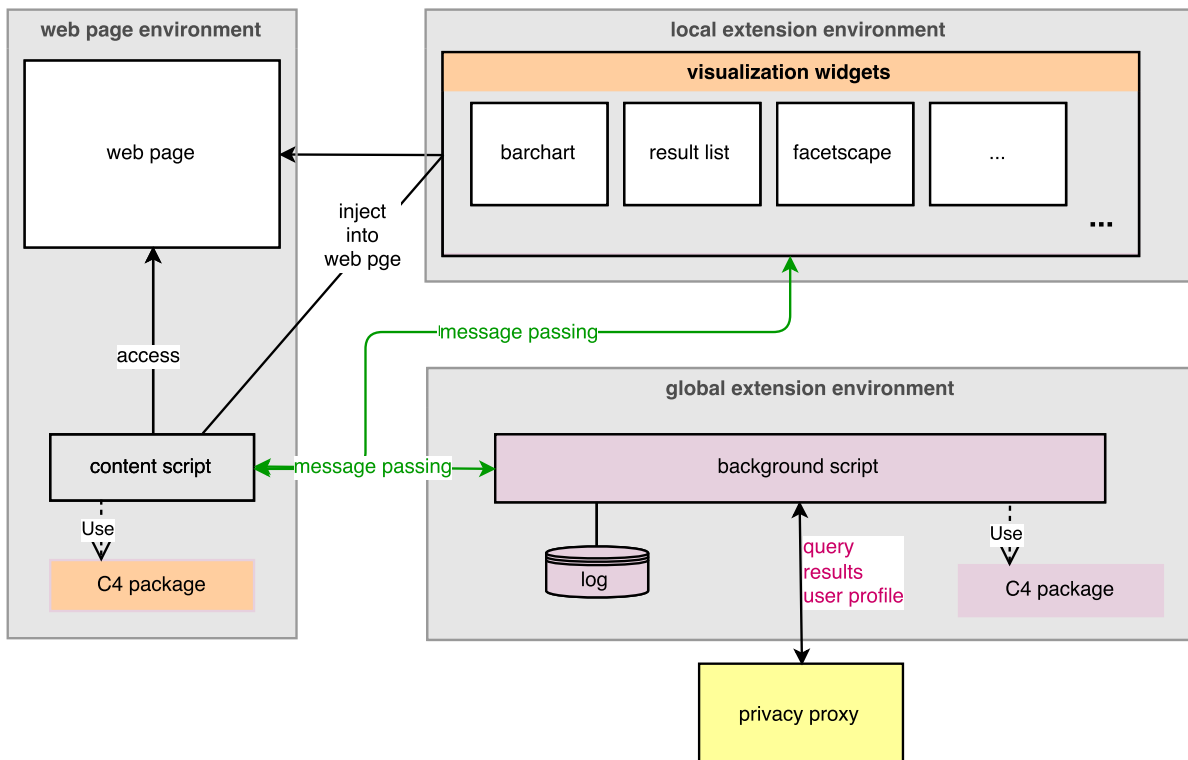 web page environment
local extension environment
visualization widgets
web page
barchart
result list
facetscape
...
...
inject
into
web pge
message passing
access
global extension environment
content script
message passing
background script
Use
query
results
user profile
Use
log
C4 package
C4 package
privacy proxy